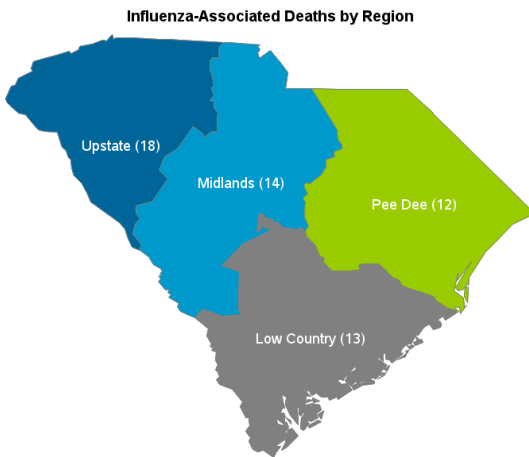 Influenza-Associated Deaths by Region
Upstate (18)
Midlands (14)
Pee Dee (12)
Low Country (13)